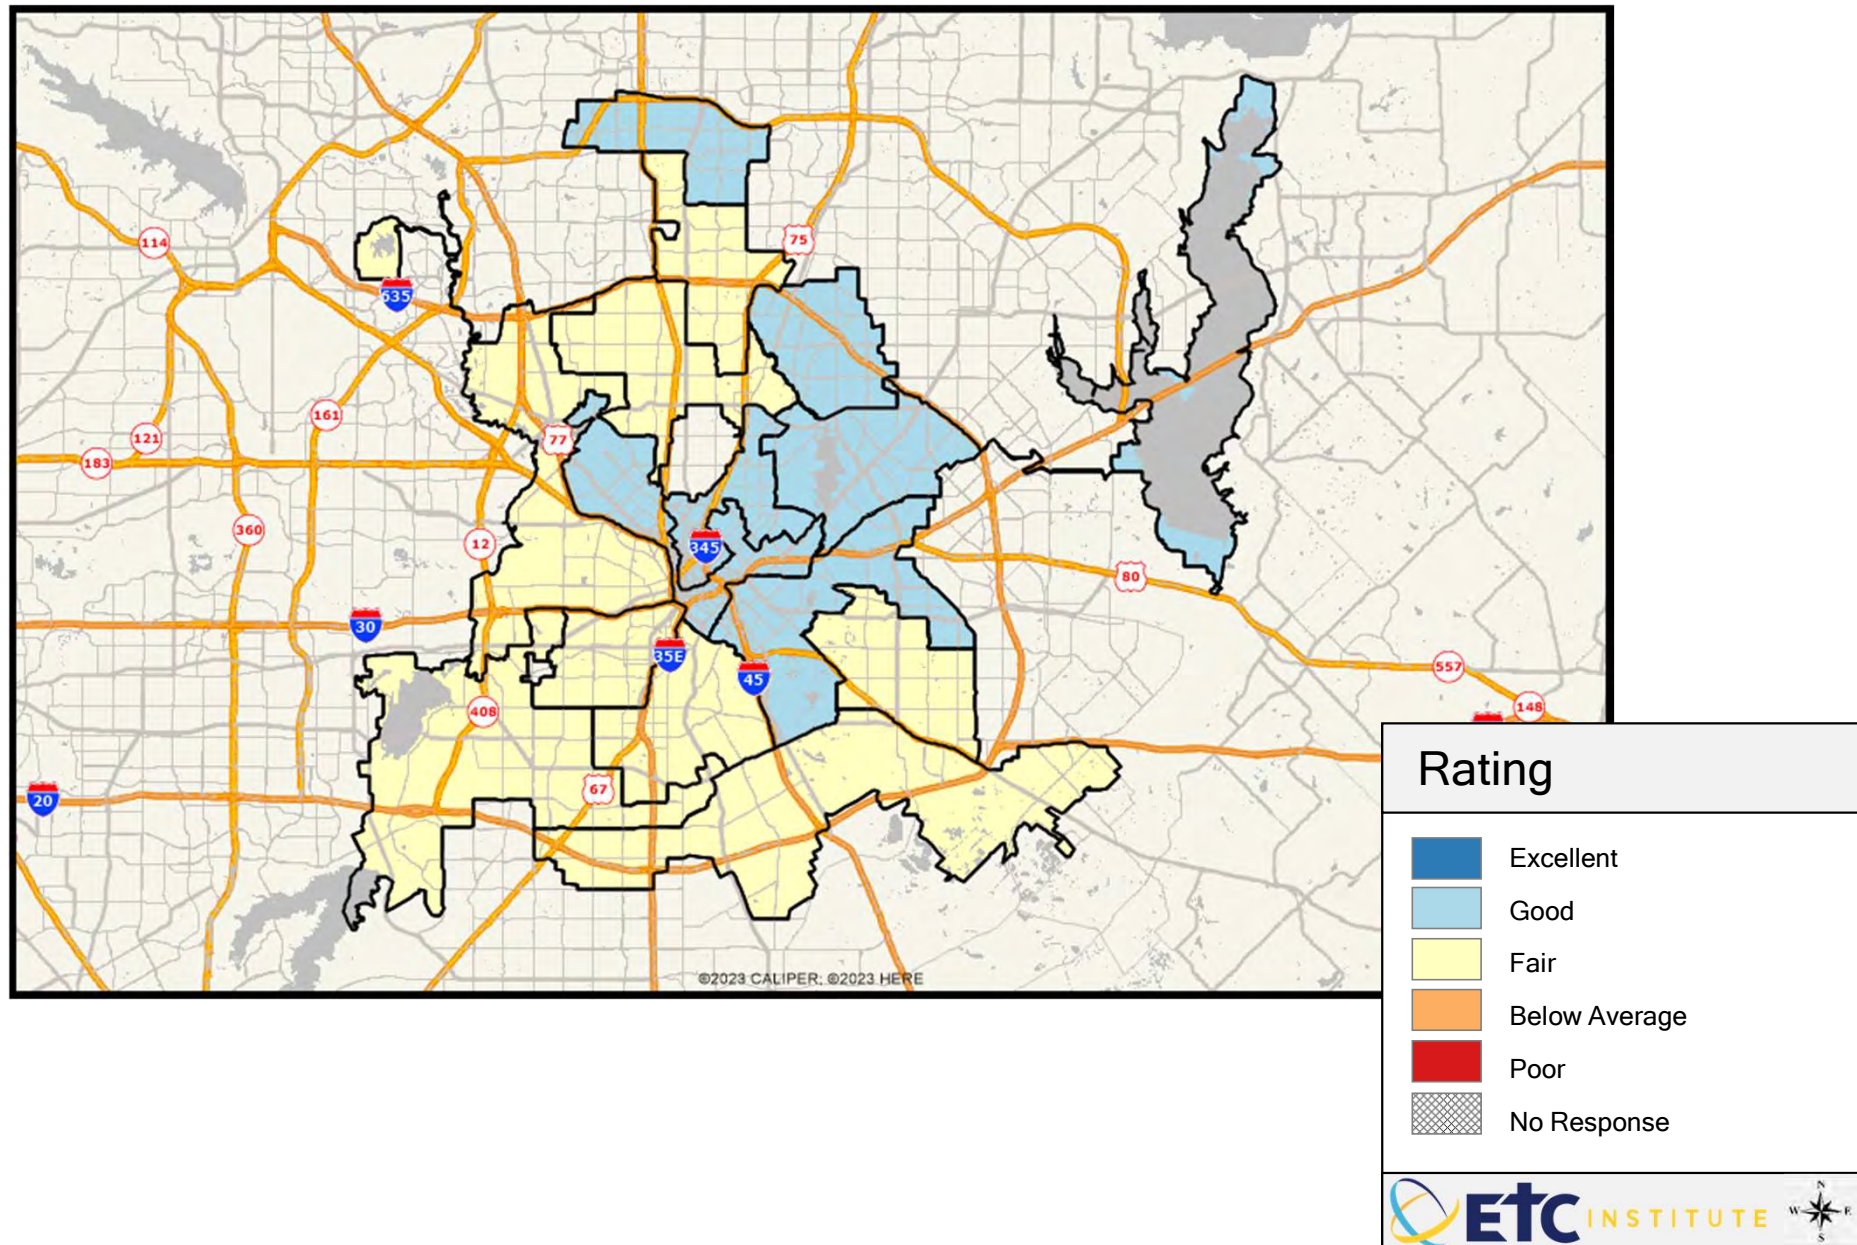 114
75
635
161
77
121
183
360
12
345
80
30
35E
45
557
148
408
67
20
©2023 CALIPER; ©2023 HERE
Rating
Excellent
Good
Fair
Below Average
Poor
No Response
ETC INSTITUTE
N
W E
S